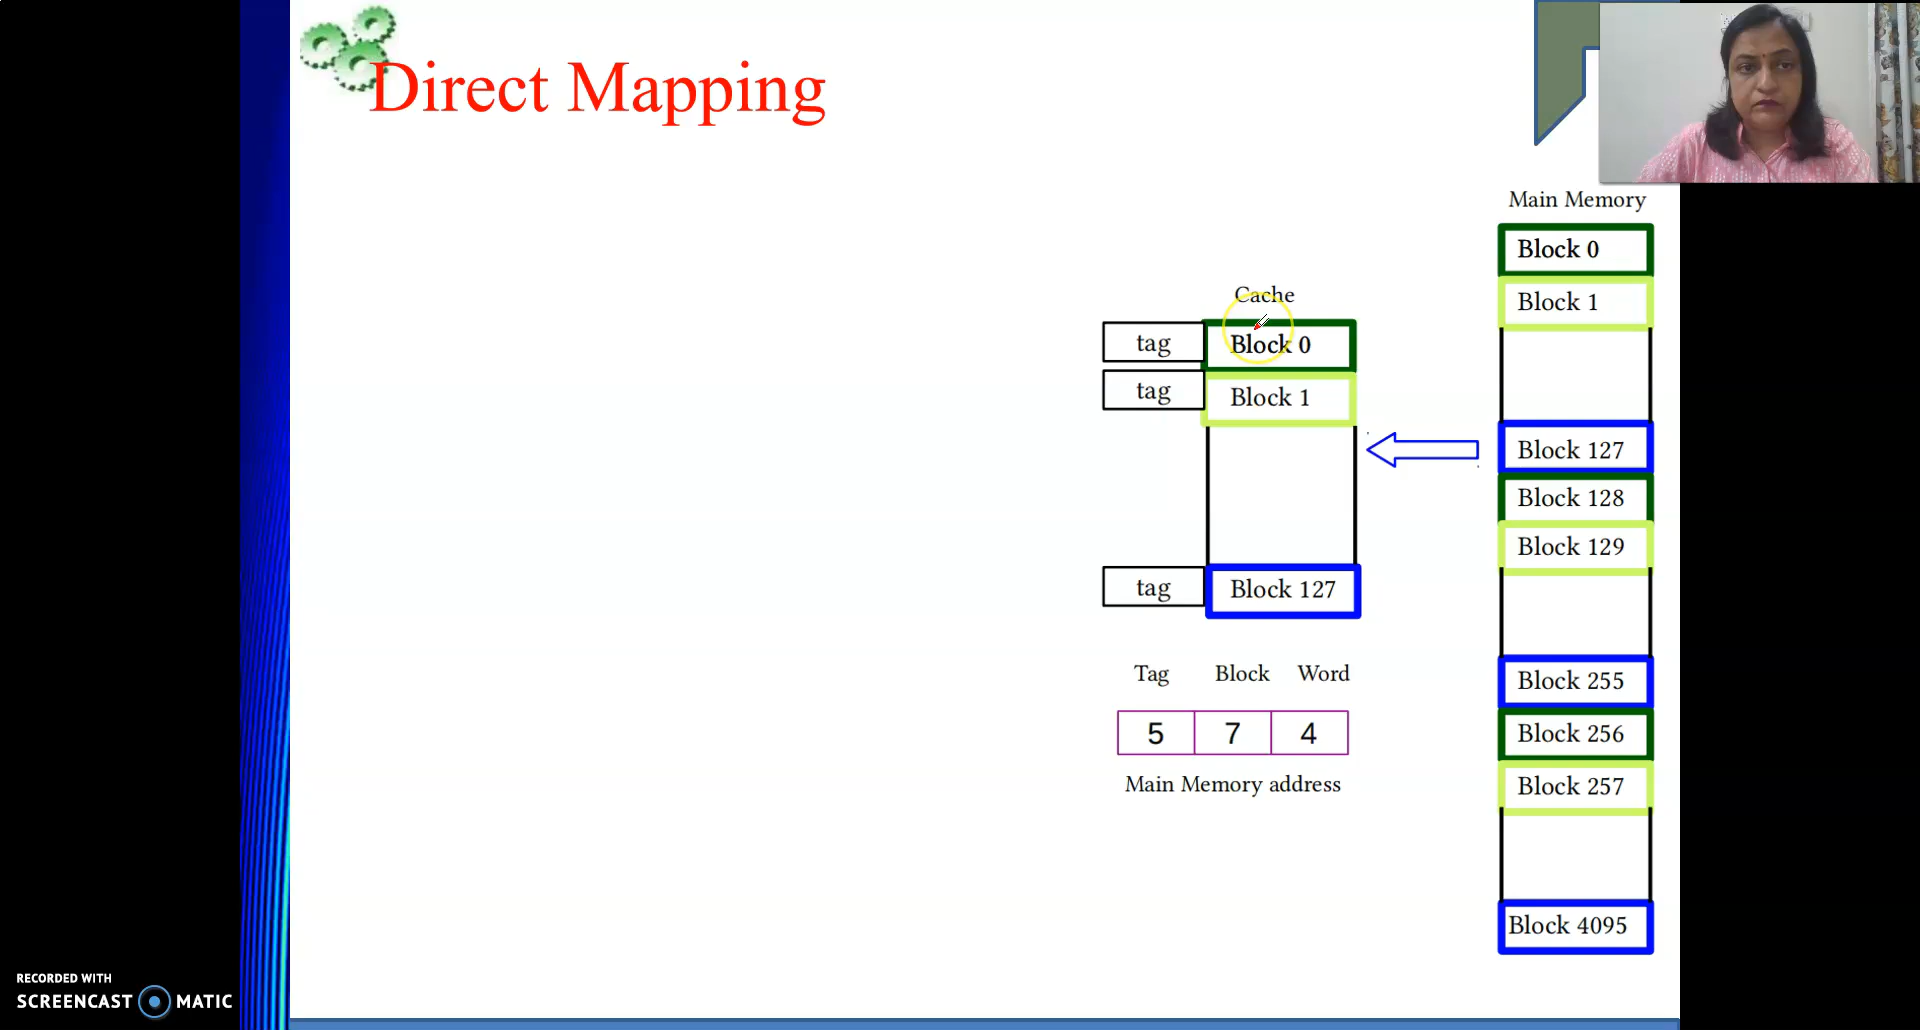 Direct Mapping
Main Memory
Block 0
Block 1
Block 127
Block 128
Block 129
Block 255
Block 256
Block 257
Block 4095
Cache
tag Block 0
tag Block 1
tag Block 127
Tag Block Word
5 7 4
Main Memory address
RECORDED WITH
SCREENCAST MATIC